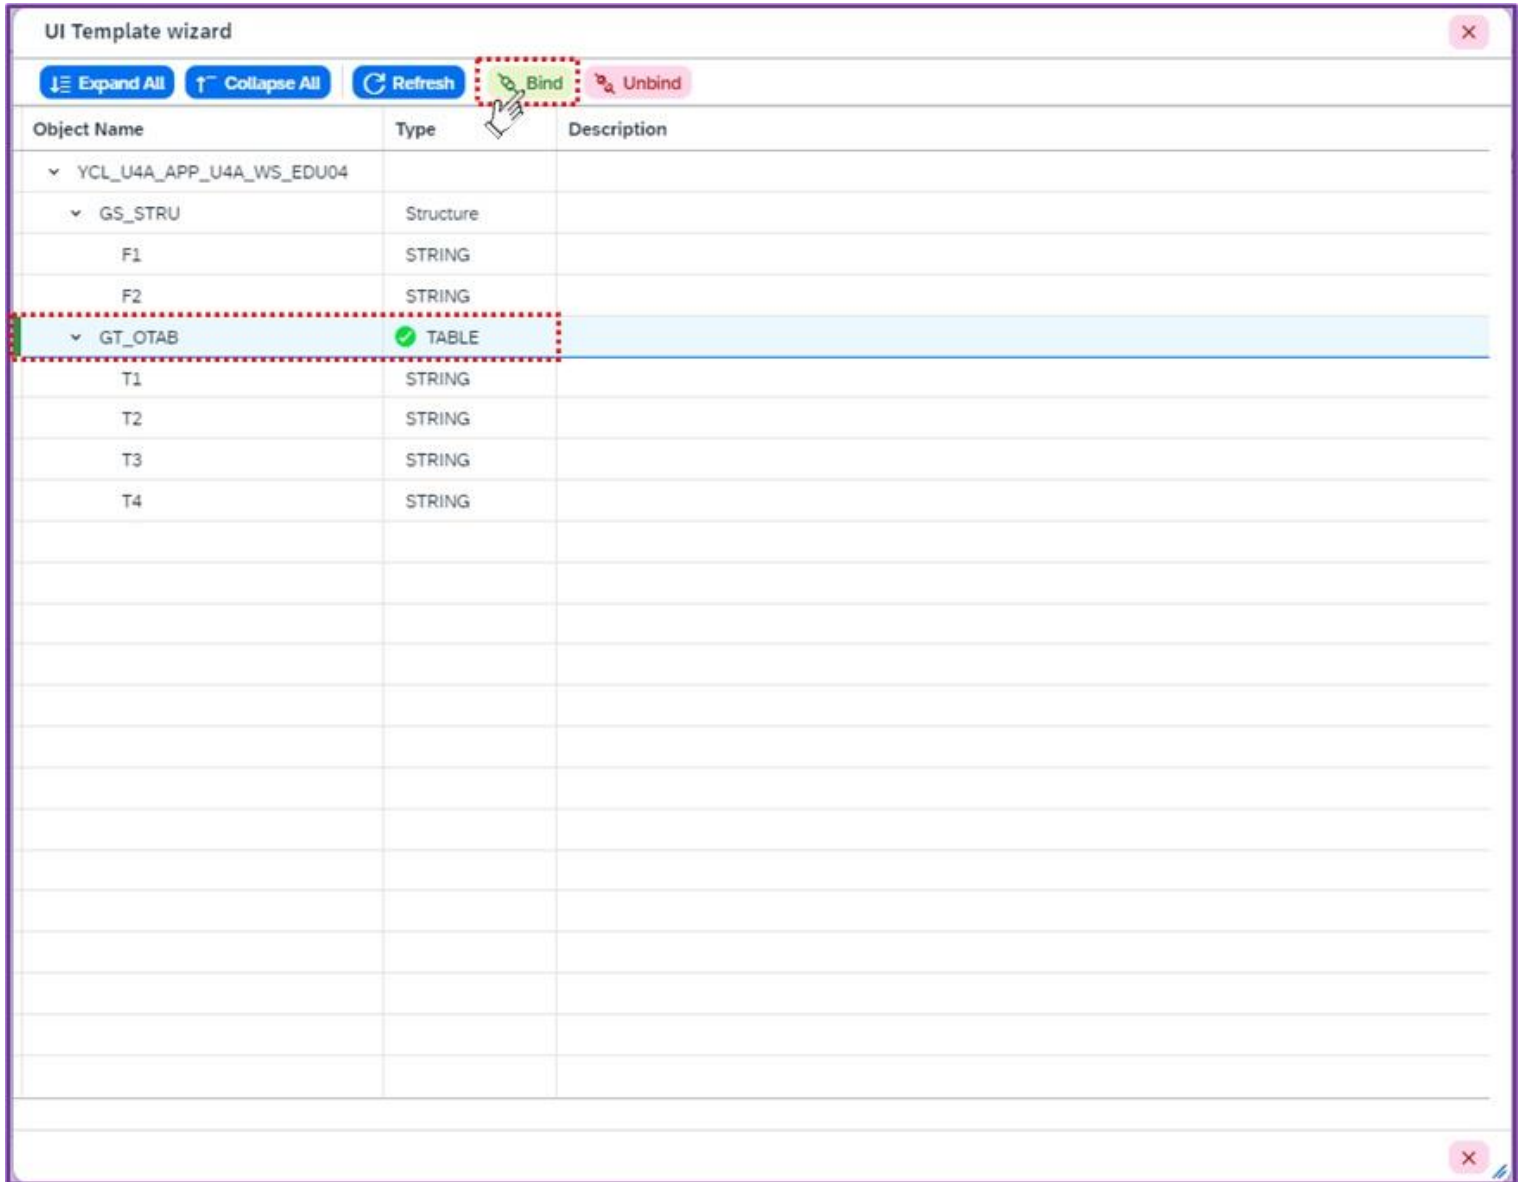 UI Template wizard
Expand All Collapse All Refresh Bind Unbind
Object Name Type Description
YCL_U4A_APP_U4A_WS_EDU04
GS_STRU Structure
F1 STRING
F2 STRING
GT_OTAB TABLE
T1 STRING
T2 STRING
T3 STRING
T4 STRING